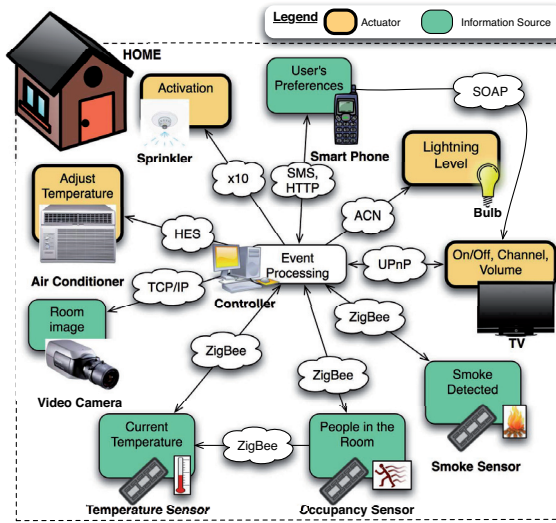 Legend
Actuator
Information Source
HOME
Activation
Sprinkler
User's
Preferences
Smart Phone
SOAP
Lightning
Level
Bulb
Adjust
Temperature
Air Conditioner
x10
SMS,
HTTP
ACN
HES
Event
Processing
Controller
UPnP
On/Off, Channel,
Volume
TV
TCP/IP
Room
image
Video Camera
ZigBee
ZigBee
ZigBee
Smoke
Detected
Smoke Sensor
Current
Temperature
Temperature Sensor
ZigBee
People in the
Room
Occupancy Sensor